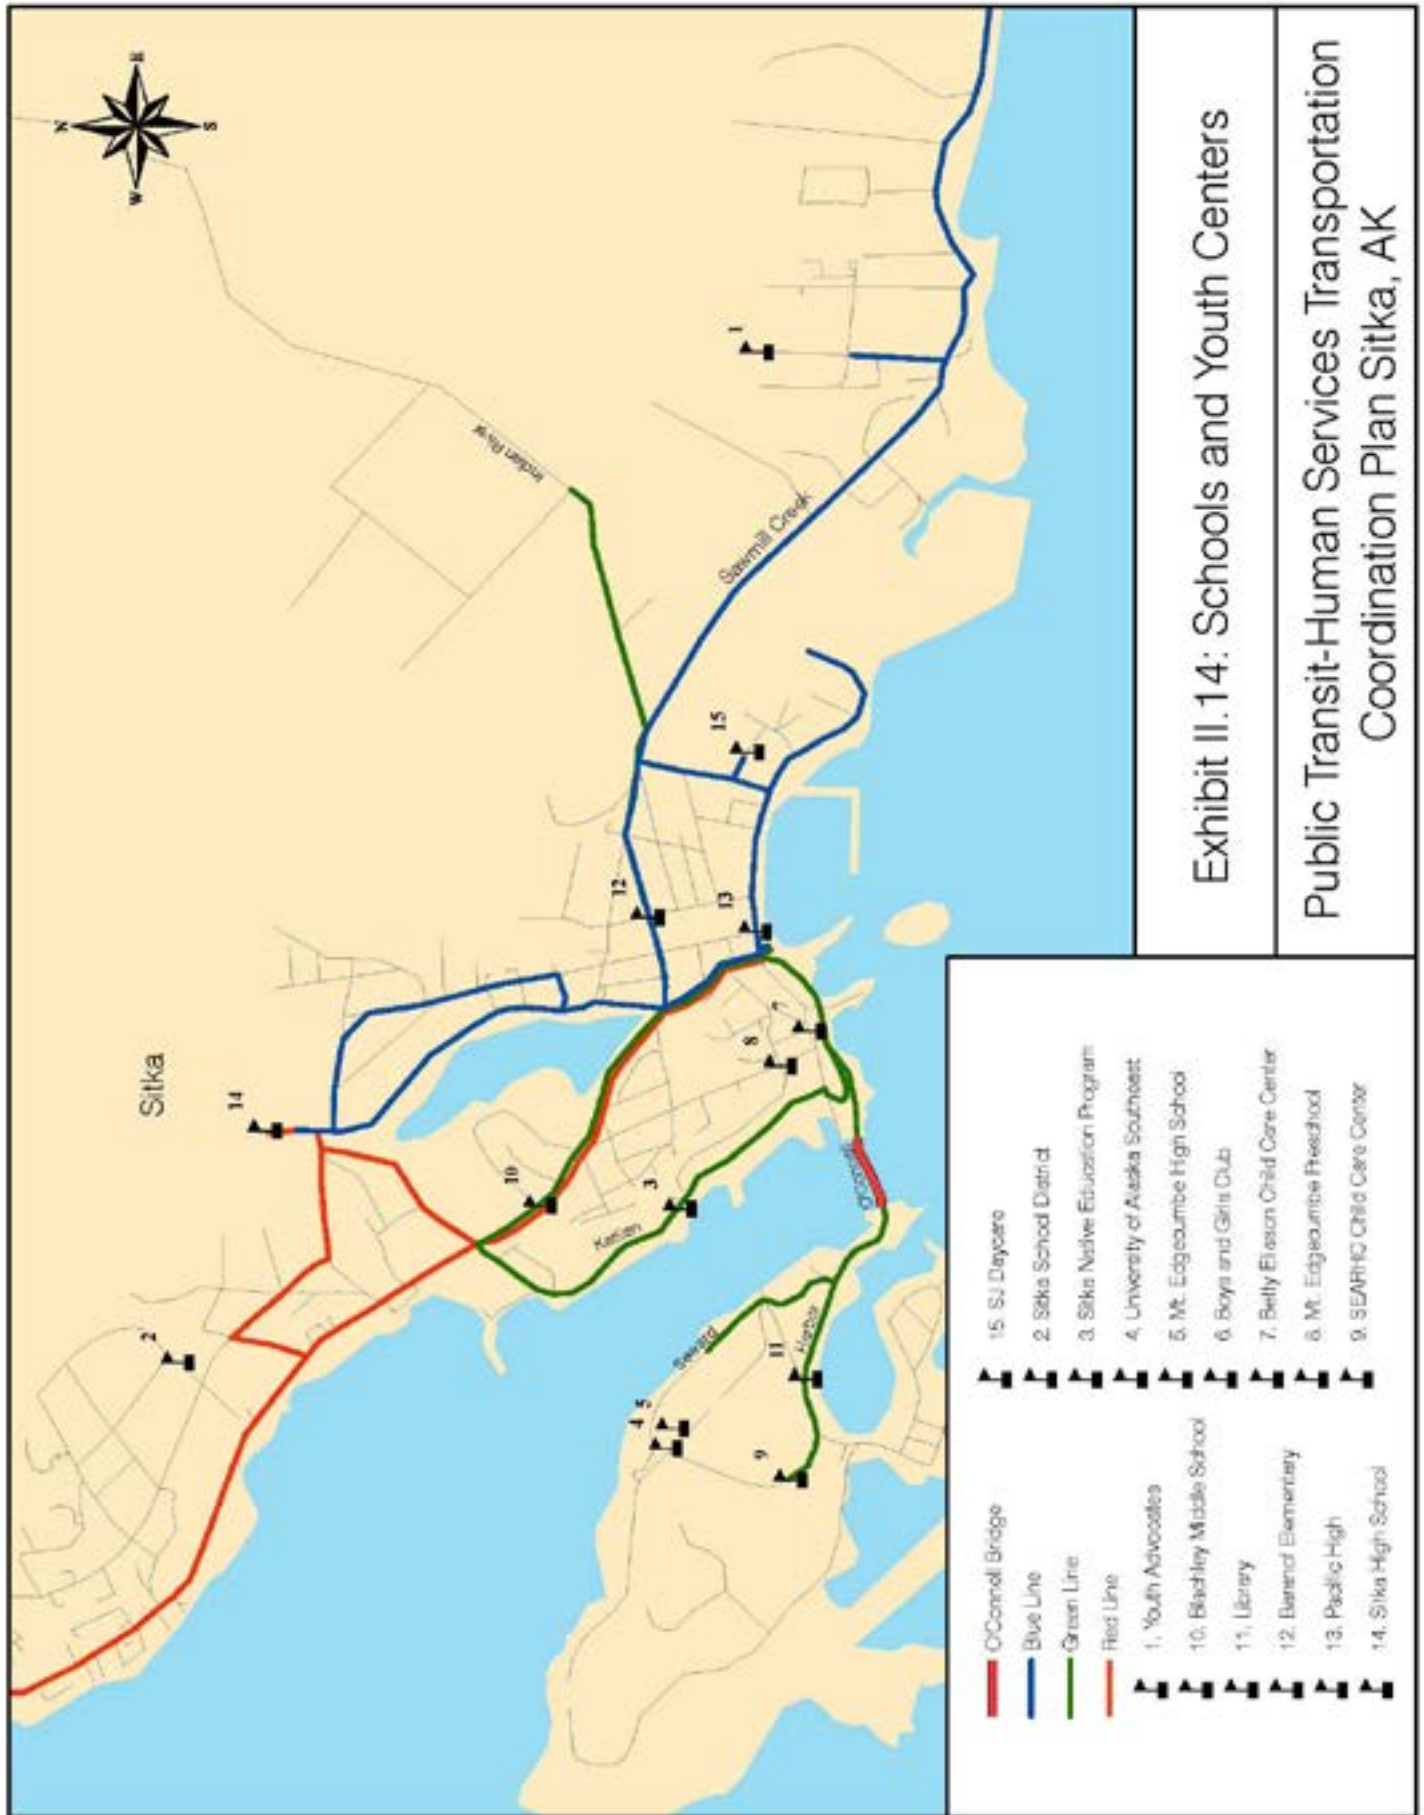 N
E
S
W
Sitka
14
2
10
3
Katlian
12
13
15
1
Indian River
Sawmill Creek
8
7
Seward
Harbor
11
4
5
9
O'Connell
O'Connell Bridge
Blue Line
Green Line
Red Line
1. Youth Advocates
10. Blachley Middle School
11. Library
12. Baranof Elementary
13. Pacific High
14. Sitka High School
15. SJ Daycare
2. Sitka School District
3. Sitka Native Education Program
4. University of Alaska Southeast
5. Mt. Edgecumbe High School
6. Boys and Girls Club
7. Betty Eliason Child Care Center
8. Mt. Edgecumbe Preschool
9. SEARHC Child Care Center
Exhibit II.14: Schools and Youth Centers
Public Transit-Human Services Transportation
Coordination Plan Sitka, AK